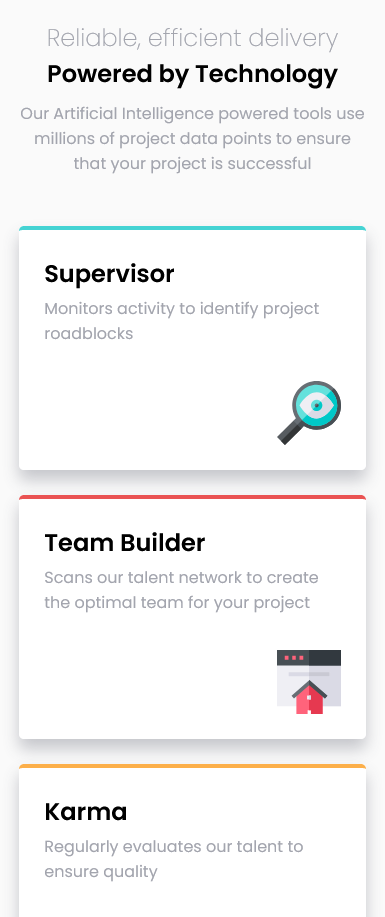 Reliable, efficient delivery
Powered by Technology
Our Artificial Intelligence powered tools use
millions of project data points to ensure
that your project is successful
Supervisor
Monitors activity to identify project
roadblocks
Team Builder
Scans our talent network to create
the optimal team for your project
Karma
Regularly evaluates our talent to
ensure quality